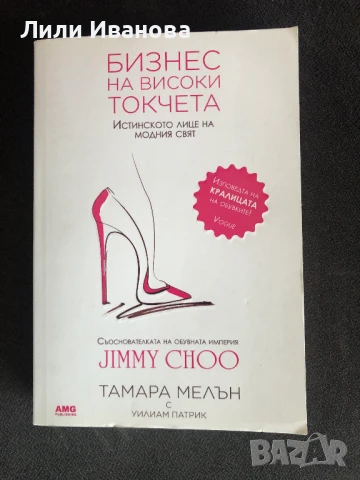 Лили Иванова
БИЗНЕС
НА ВИСОКИ
ТОКЧЕТА
ИСТИНСКОТО ЛИЦЕ НА
МОДНИЯ СВЯТ
ИЗПОВЕДТА НА
КРАЛИЦАТА
НА ОБУВКИТЕ!
VOGUE
СЪОСНОВАТЕЛКАТА НА ОБУВНАТА ИМПЕРИЯ
JIMMY CHOO
ТАМАРА МЕЛЪН
С
УИЛИАМ ПАТРИК
AMG
PUBLISHING
BAZAR